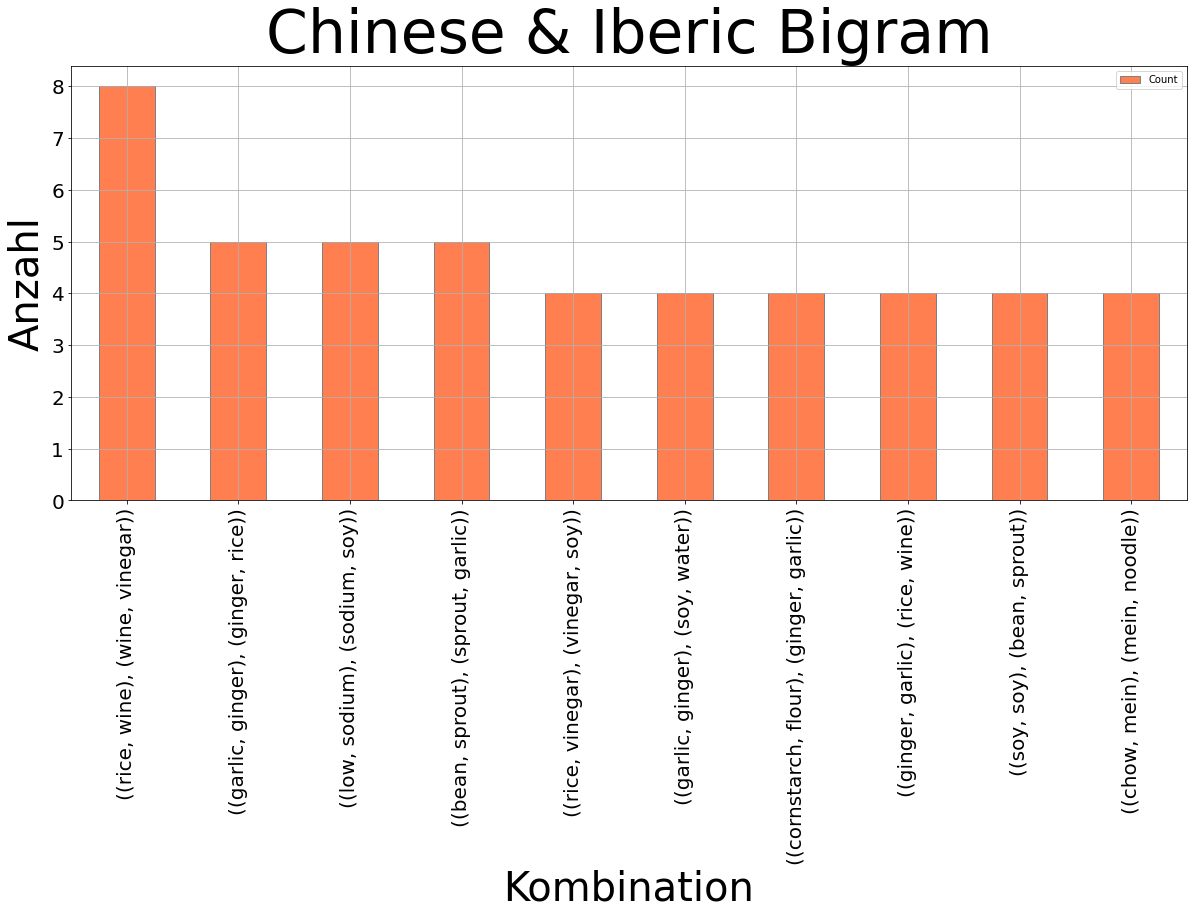 Chinese & Iberic Bigram
Count
Anzahl
8
7
6
5
4
3
2
1
0
((rice, wine), (wine, vinegar))
((garlic, ginger), (ginger, rice))
((low, sodium), (sodium, soy))
((bean, sprout), (sprout, garlic))
((rice, vinegar), (vinegar, soy))
((garlic, ginger), (soy, water))
((cornstarch, flour), (ginger, garlic))
((ginger, garlic), (rice, wine))
((soy, soy), (bean, sprout))
((chow, mein), (mein, noodle))
Kombination